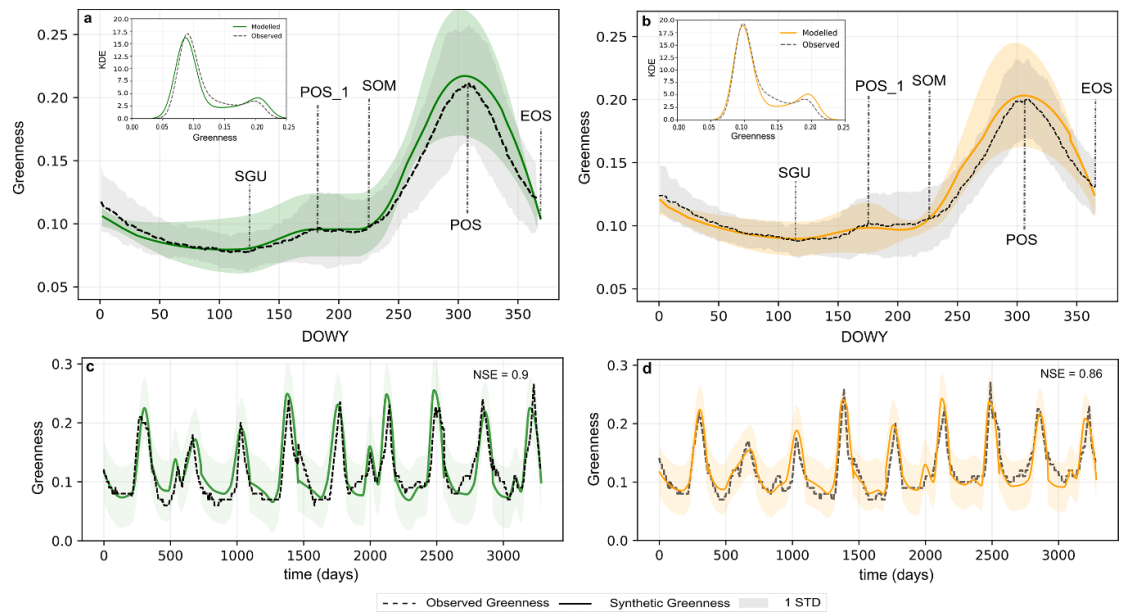 a
KDE
20.0
17.5
15.0
12.5
10.0
7.5
5.0
2.5
0.0
0.05 0.10 0.15 0.20 0.25
Greenness
Modelled
Observed
Greenness
0.25
0.20
0.15
0.10
0.05
SGU
POS_1
SOM
POS
EOS
0 50 100 150 200 250 300 350
DOWY
b
KDE
20.0
17.5
15.0
12.5
10.0
7.5
5.0
2.5
0.0
0.05 0.10 0.15 0.20 0.25
Greenness
Modelled
Observed
Greenness
0.25
0.20
0.15
0.10
0.05
SGU
POS_1
SOM
POS
EOS
0 50 100 150 200 250 300 350
DOWY
c
NSE = 0.9
Greenness
0.3
0.2
0.1
0.0
0 500 1000 1500 2000 2500 3000
time (days)
d
NSE = 0.86
Greenness
0.3
0.2
0.1
0.0
0 500 1000 1500 2000 2500 3000
time (days)
Observed Greenness Synthetic Greenness 1 STD